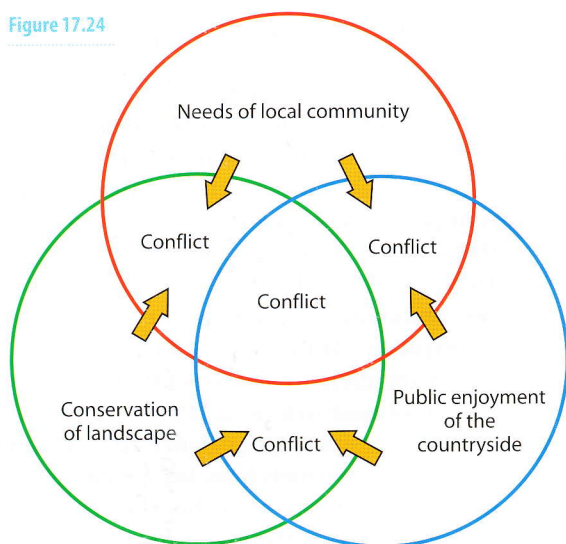 Figure 17.24
Needs of local community
Conflict
Conflict
Conflict
Conservation
of landscape
Public enjoyment
of the
countryside
Conflict